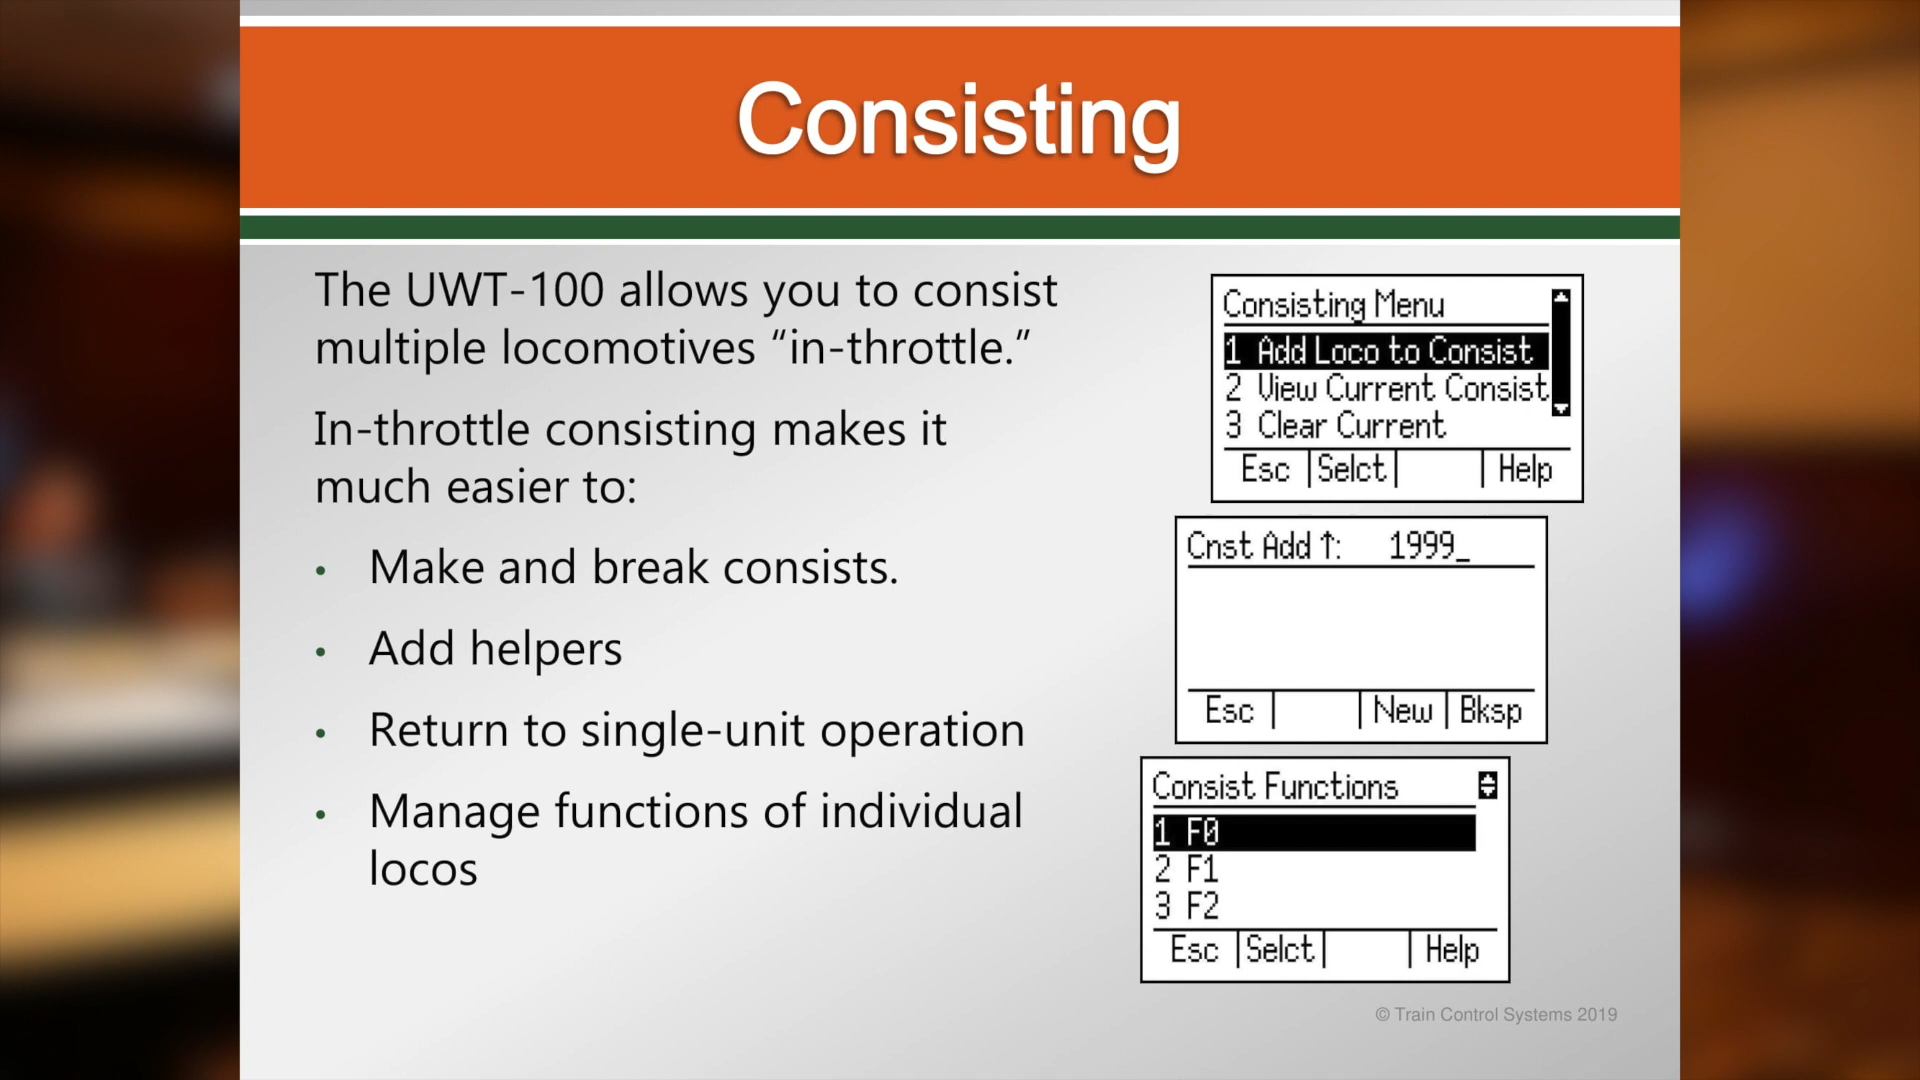 Consisting
The UWT-100 allows you to consist
multiple locomotives “in-throttle.”
In-throttle consisting makes it
much easier to:
• Make and break consists.
• Add helpers
• Return to single-unit operation
• Manage functions of individual
locos
Consisting Menu
1 Add Loco to Consist
2 View Current Consist
3 Clear Current
Esc | Selct | | Help
Cnst Add ↑: 1999_
Esc | | New | Bksp
Consist Functions
1 F0
2 F1
3 F2
Esc | Selct | | Help
© Train Control Systems 2019